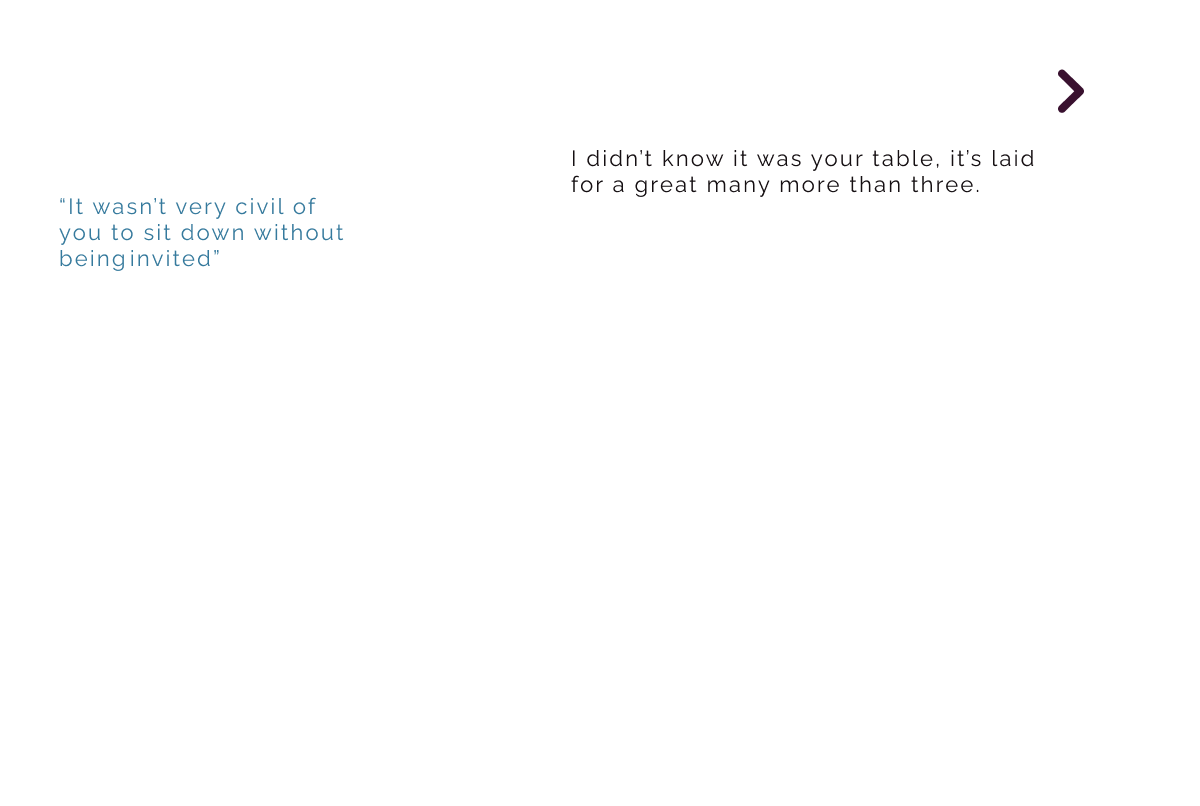 “It wasn’t very civil of
you to sit down without
beinginvited”
I didn’t know it was your table, it’s laid
for a great many more than three.